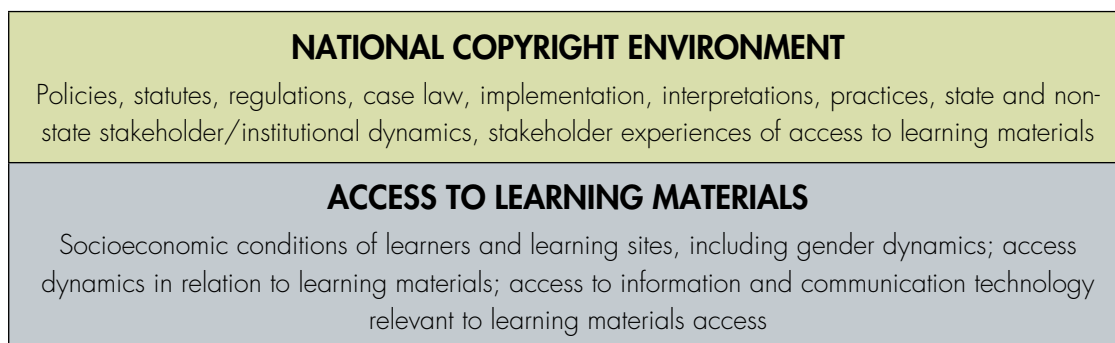 NATIONAL COPYRIGHT ENVIRONMENT
Policies, statutes, regulations, case law, implementation, interpretations, practices, state and non-
state stakeholder/institutional dynamics, stakeholder experiences of access to learning materials
ACCESS TO LEARNING MATERIALS
Socioeconomic conditions of learners and learning sites, including gender dynamics; access
dynamics in relation to learning materials; access to information and communication technology
relevant to learning materials access